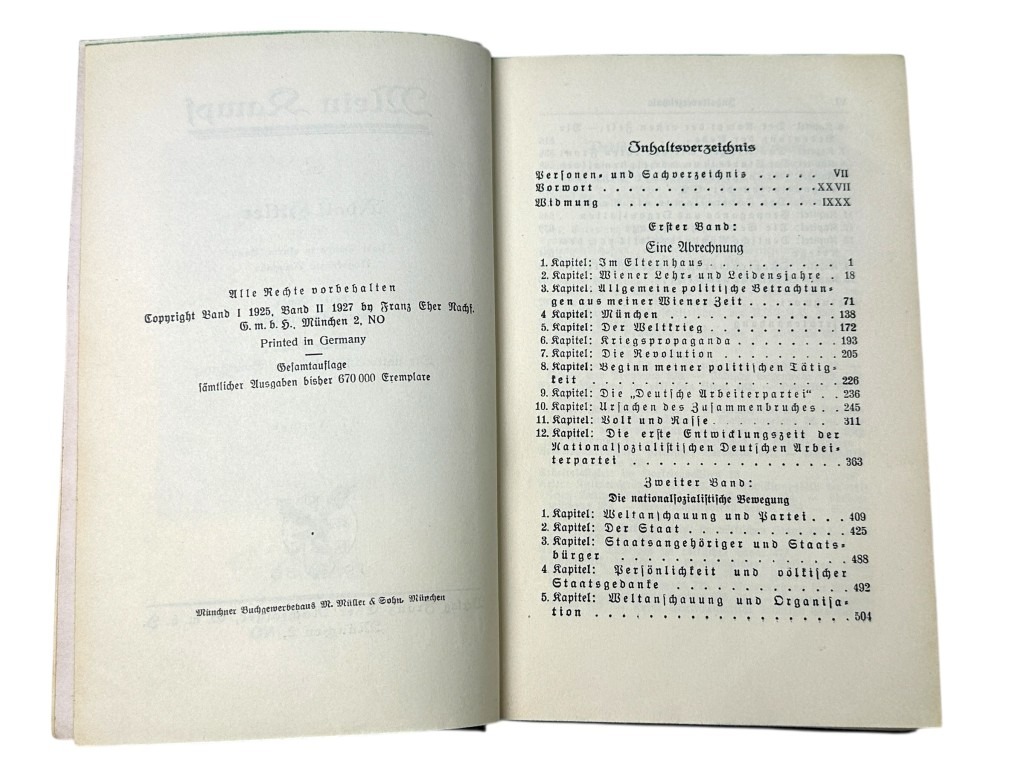 Alle Rechte vorbehalten
Copyright Band I 1925, Band II 1927 by Franz Eher Nachf.
G. m. b. H., München 2, NO
Printed in Germany
Gesamtauflage
sämtlicher Ausgaben bisher 670 000 Exemplare
Münchner Buchgewerbehaus M. Müller & Sohn, München
Inhaltsverzeichnis
Personen- und Sachverzeichnis . . . . . VII
Vorwort . . . . . . . . . . . . . . . . XXVII
Widmung . . . . . . . . . . . . . . . IXXX
Erster Band:
Eine Abrechnung
1. Kapitel: Im Elternhaus . . . . . . . . . . 1
2. Kapitel: Wiener Lehr- und Leidensjahre . 18
3. Kapitel: Allgemeine politische Betrachtun-
gen aus meiner Wiener Zeit . . . . . . 71
4 Kapitel: München . . . . . . . . . . . . . 138
5. Kapitel: Der Weltkrieg . . . . . . . . . . 172
6. Kapitel: Kriegspropaganda . . . . . . . . 193
7. Kapitel: Die Revolution . . . . . . . . . 205
8. Kapitel: Beginn meiner politischen Tätig-
keit . . . . . . . . . . . . . . . . . 226
9. Kapitel: Die „Deutsche Arbeiterpartei“ . . 236
10. Kapitel: Ursachen des Zusammenbruches . . 245
11. Kapitel: Volk und Rasse . . . . . . . . . 311
12. Kapitel: Die erste Entwicklungszeit der
Nationalsozialistischen Deutschen Arbei-
terpartei . . . . . . . . . . . . . . . 363
Zweiter Band:
Die nationalsozialistische Bewegung
1. Kapitel: Weltanschauung und Partei . . . 409
2. Kapitel: Der Staat . . . . . . . . . . . . 425
3. Kapitel: Staatsangehöriger und Staats-
bürger . . . . . . . . . . . . . . . . 488
4 Kapitel: Persönlichkeit und völkischer
Staatsgedanke . . . . . . . . . . . . . 492
5. Kapitel: Weltanschauung und Organisa-
tion . . . . . . . . . . . . . . . . . . 504